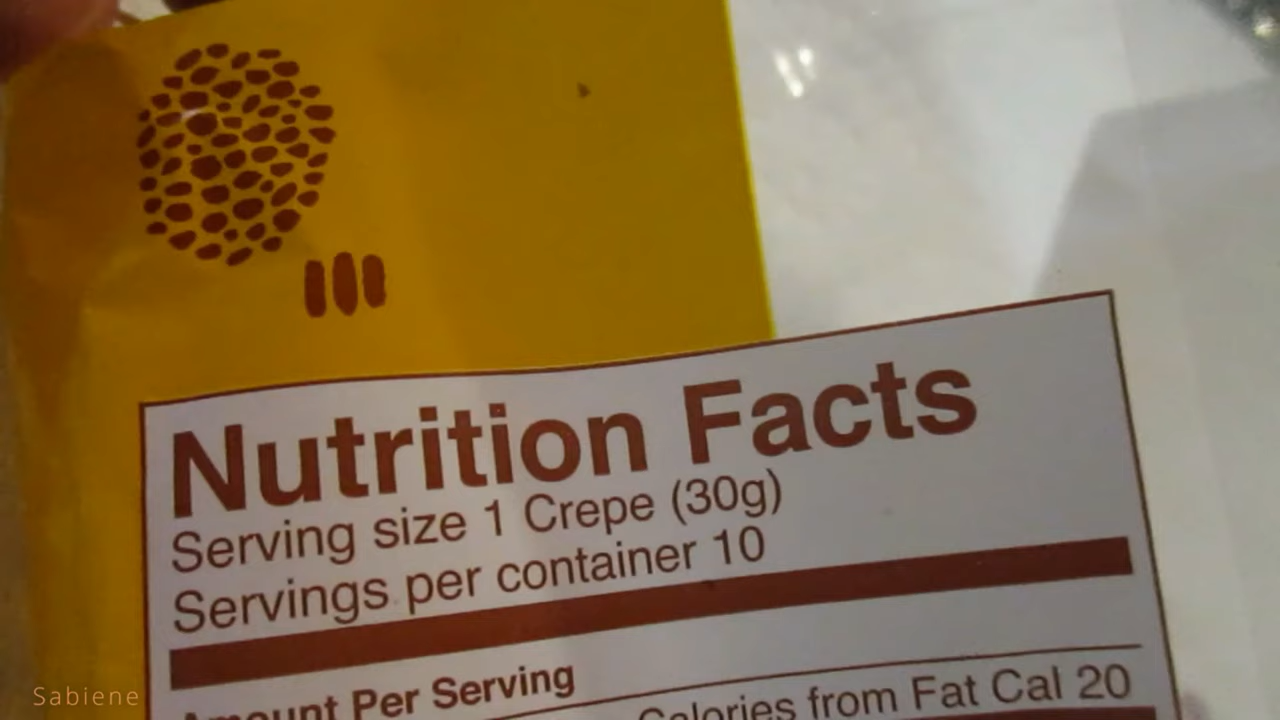 Nutrition Facts
Serving size 1 Crepe (30g)
Servings per container 10
Amount Per Serving
Calories from Fat Cal 20
Sabiene